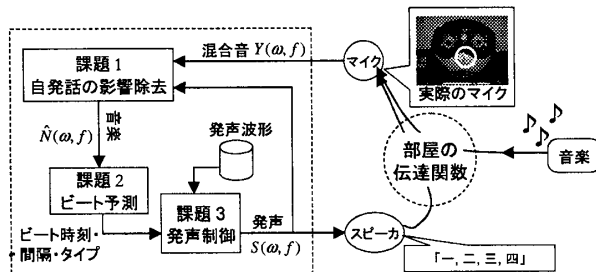 混合音 Y(ω, f)
マイク
実際のマイク
課題1
自発話の影響除去
N̂(ω, f)
音楽
発声波形
部屋の
伝達関数
音楽
課題2
ビート予測
課題3
発声制御
発声
S(ω, f)
スピーカ
ビート時刻・
間隔・タイプ
「一, 二, 三, 四」